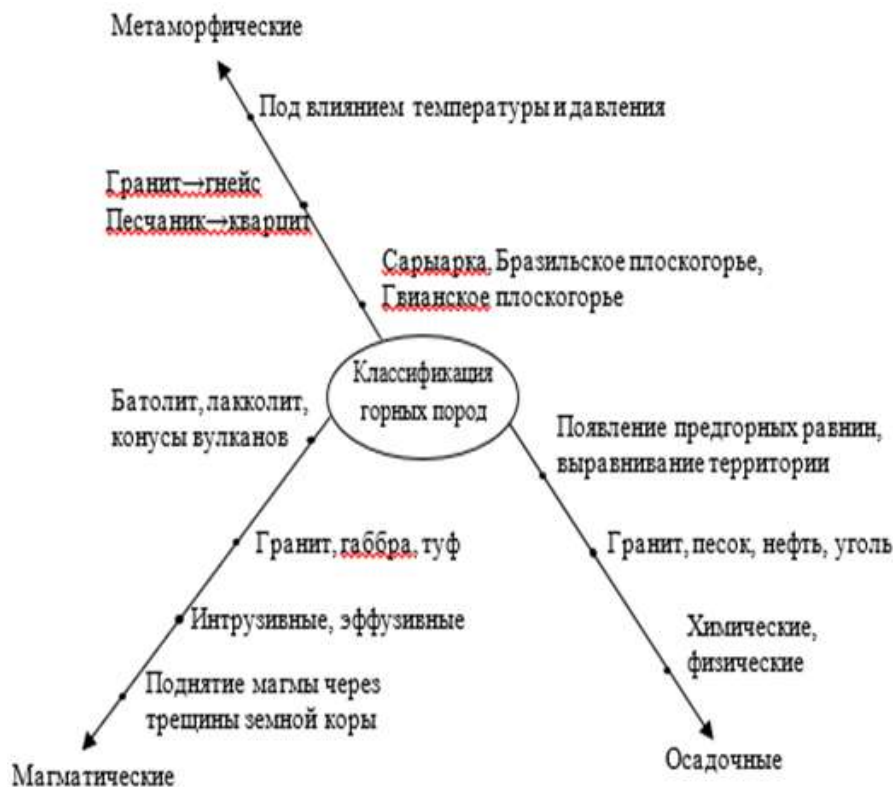 Метаморфические
Под влиянием температуры и давления
Гранит→гнейс
Песчаник→кварцит
Сарыарка, Бразильское плоскогорье,
Гвианское плоскогорье
Классификация
горных пород
Батолит, лакколит,
конусы вулканов
Появление предгорных равнин,
выравнивание территории
Гранит, габбра, туф
Гранит, песок, нефть, уголь
Интрузивные, эффузивные
Химические,
физические
Поднятие магмы через
трещины земной коры
Осадочные
Магматические